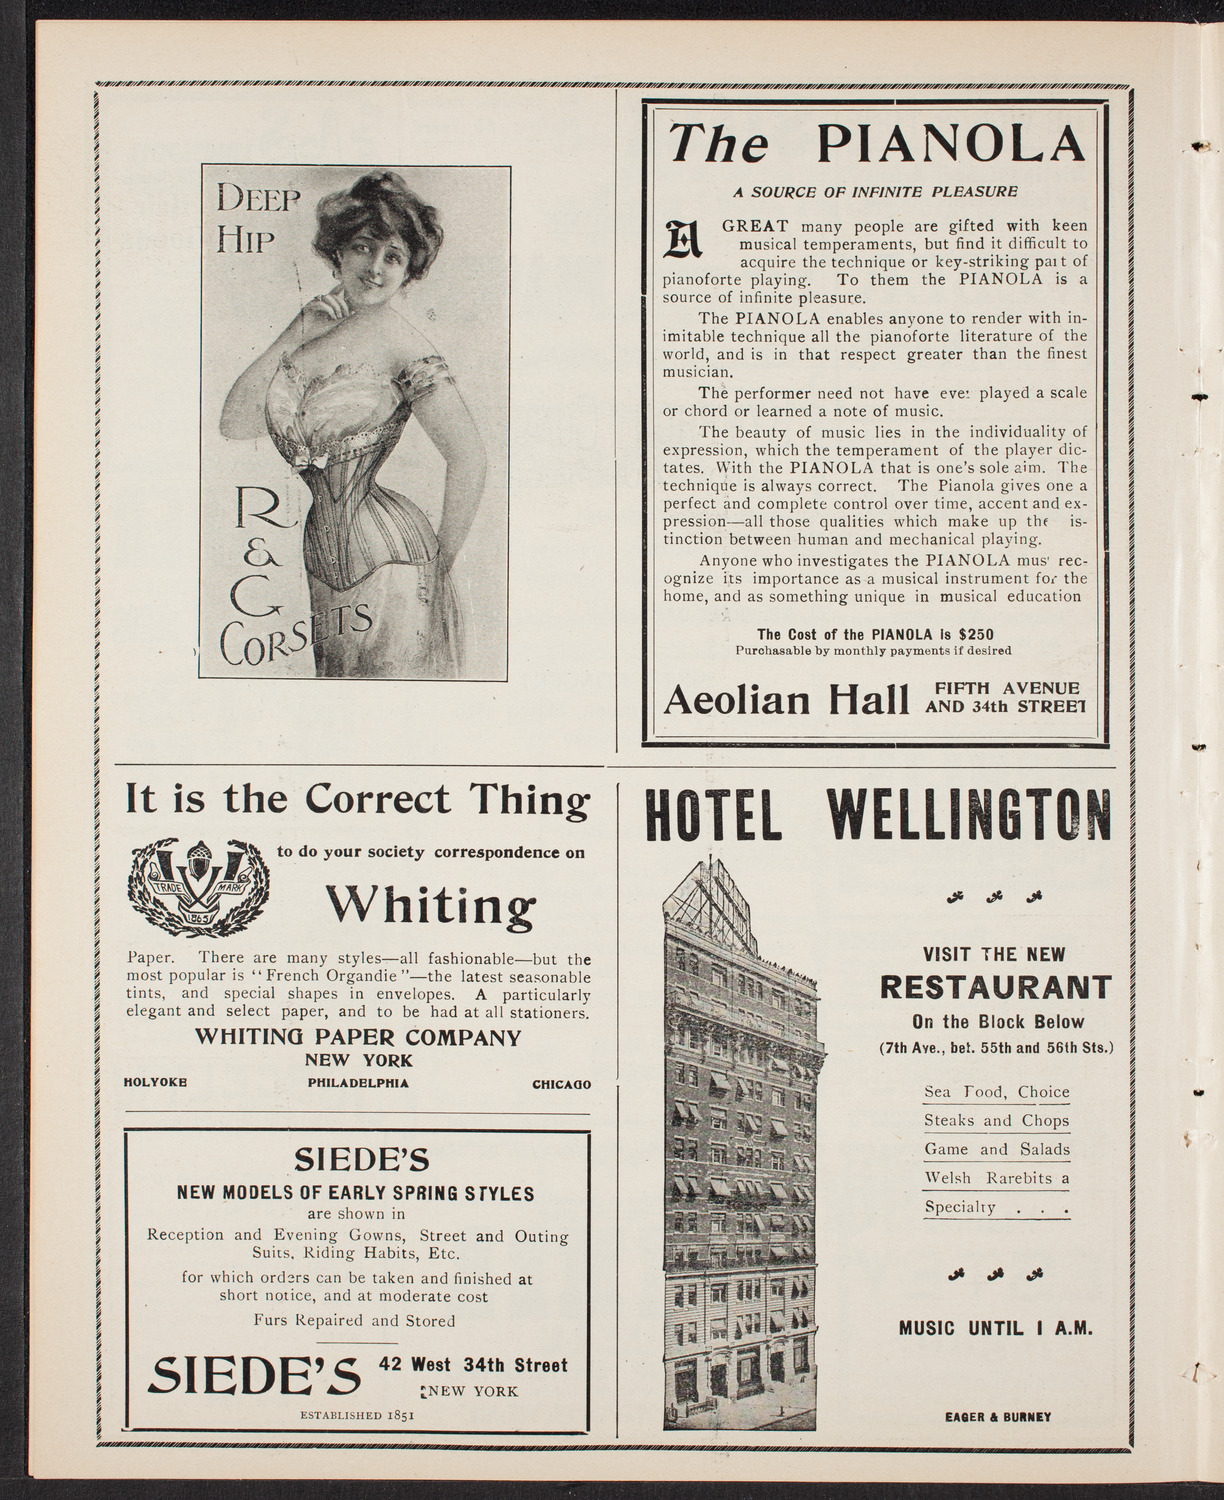 DEEP
HIP
R
&
G
CORSETS
The PIANOLA
A SOURCE OF INFINITE PLEASURE
A GREAT many people are gifted with keen
musical temperaments, but find it difficult to
acquire the technique or key-striking part of
pianoforte playing. To them the PIANOLA is a
source of infinite pleasure.
The PIANOLA enables anyone to render with in-
imitable technique all the pianoforte literature of the
world, and is in that respect greater than the finest
musician.
The performer need not have ever played a scale
or chord or learned a note of music.
The beauty of music lies in the individuality of
expression, which the temperament of the player dic-
tates. With the PIANOLA that is one's sole aim. The
technique is always correct. The Pianola gives one a
perfect and complete control over time, accent and ex-
pression—all those qualities which make up the is-
tinction between human and mechanical playing.
Anyone who investigates the PIANOLA mus' rec-
ognize its importance as a musical instrument for the
home, and as something unique in musical education
The Cost of the PIANOLA is $250
Purchasable by monthly payments if desired
Aeolian Hall FIFTH AVENUE
AND 34th STREET
It is the Correct Thing
to do your society correspondence on
TRADE MARK
1865
Whiting
Paper. There are many styles—all fashionable—but the
most popular is "French Organdie"—the latest seasonable
tints, and special shapes in envelopes. A particularly
elegant and select paper, and to be had at all stationers.
WHITING PAPER COMPANY
NEW YORK
HOLYOKE PHILADELPHIA CHICAGO
SIEDE'S
NEW MODELS OF EARLY SPRING STYLES
are shown in
Reception and Evening Gowns, Street and Outing
Suits, Riding Habits, Etc.
for which orders can be taken and finished at
short notice, and at moderate cost
Furs Repaired and Stored
SIEDE'S 42 West 34th Street
NEW YORK
ESTABLISHED 1851
HOTEL WELLINGTON
VISIT THE NEW
RESTAURANT
On the Block Below
(7th Ave., bet. 55th and 56th Sts.)
Sea Food, Choice
Steaks and Chops
Game and Salads
Welsh Rarebits a
Specialty . . .
MUSIC UNTIL 1 A.M.
EAGER & BURNEY